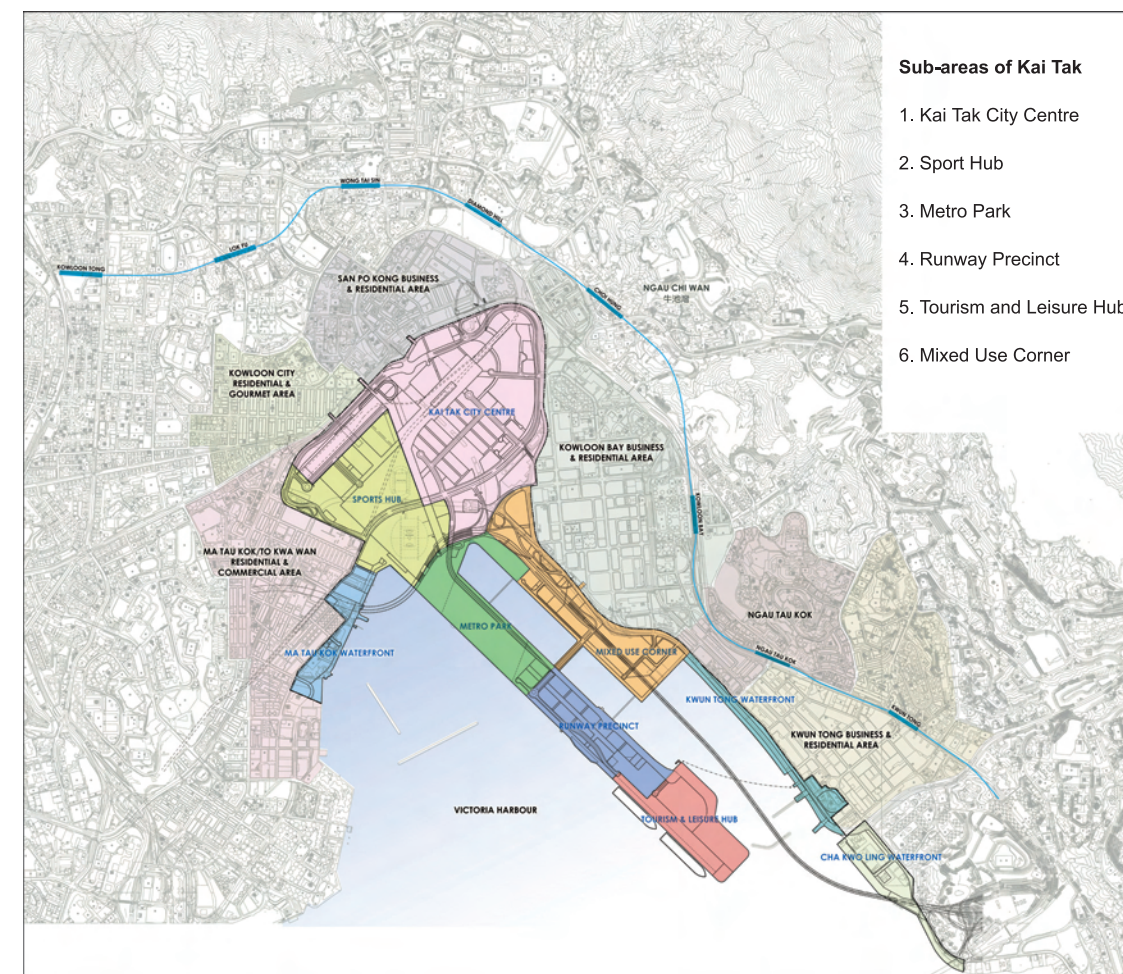 Sub-areas of Kai Tak
1. Kai Tak City Centre
2. Sport Hub
3. Metro Park
4. Runway Precinct
5. Tourism and Leisure Hub
6. Mixed Use Corner
WONG TAI SIN
DIAMOND HILL
LOK FU
KOWLOON TONG
SAN PO KONG BUSINESS
& RESIDENTIAL AREA
CHOI HUNG
NGAU CHI WAN
牛池灣
KOWLOON CITY
RESIDENTIAL &
GOURMET AREA
KAI TAK CITY CENTRE
KOWLOON BAY BUSINESS
& RESIDENTIAL AREA
SPORTS HUB
KOWLOON BAY
MA TAU KOK/TO KWA WAN
RESIDENTIAL &
COMMERCIAL AREA
NGAU TAU KOK
METRO PARK
MA TAU KOK WATERFRONT
MIXED USE CORNER
NGAU TAU KOK
KWUN TONG WATERFRONT
KWUN TONG
RUNWAY PRECINCT
KWUN TONG BUSINESS &
RESIDENTIAL AREA
VICTORIA HARBOUR
TOURISM & LEISURE HUB
CHA KWO LING WATERFRONT